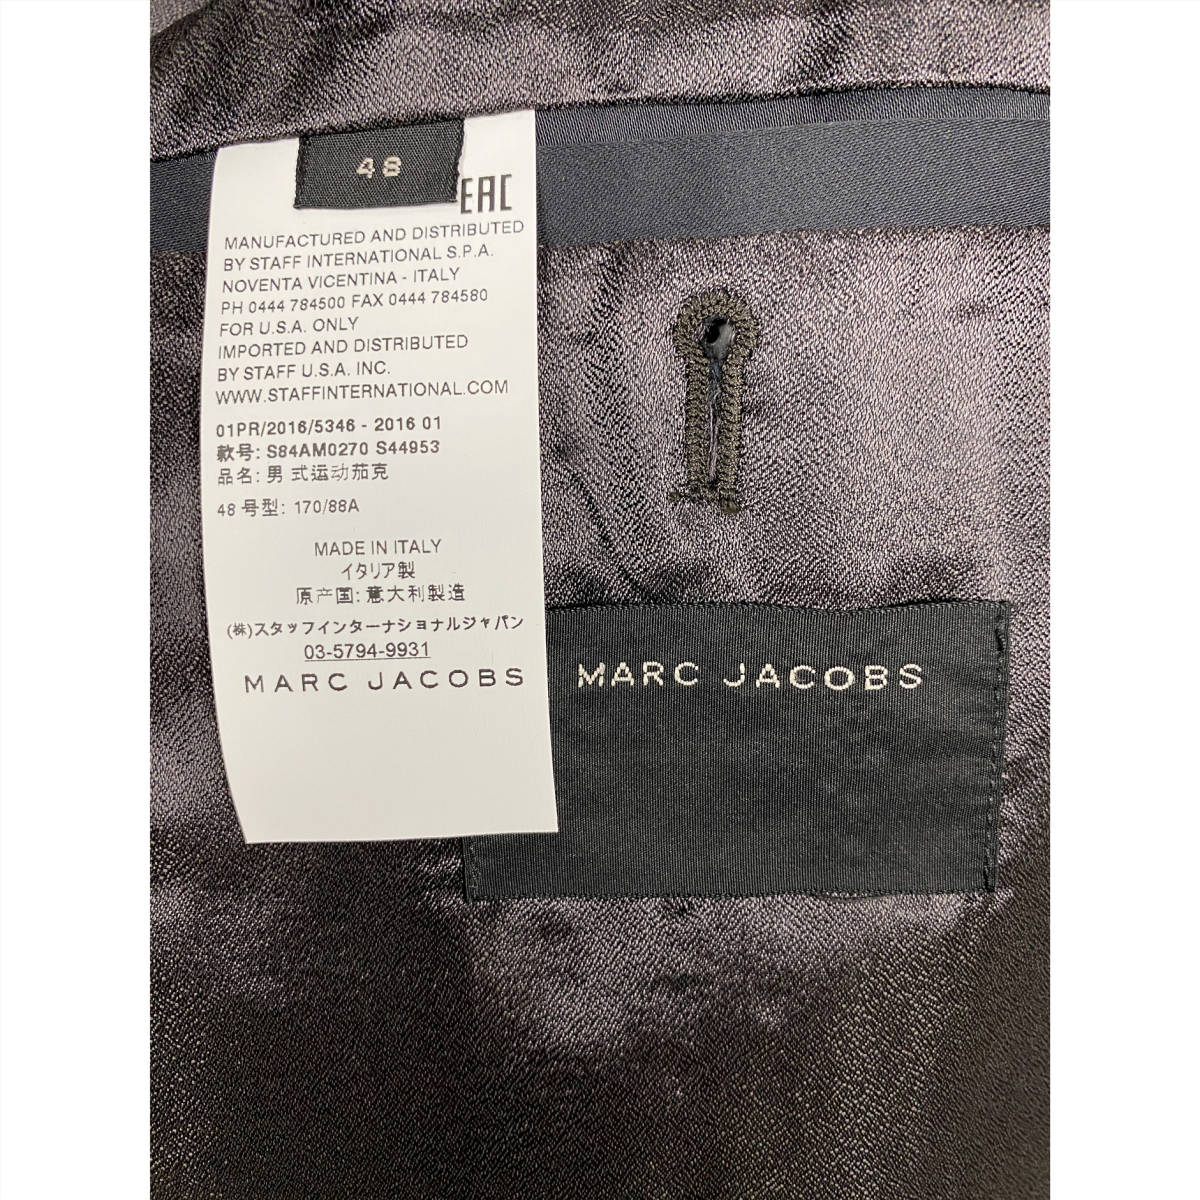 48
EAC
MANUFACTURED AND DISTRIBUTED
BY STAFF INTERNATIONAL S.P.A.
NOVENTA VICENTINA - ITALY
PH 0444 784500 FAX 0444 784580
FOR U.S.A. ONLY
IMPORTED AND DISTRIBUTED
BY STAFF U.S.A. INC.
WWW.STAFFINTERNATIONAL.COM
01PR/2016/5346 - 2016 01
款号: S84AM0270 S44953
品名: 男 式运动茄克
48 号型: 170/88A
MADE IN ITALY
イタリア製
原产国: 意大利製造
(株)スタッフインターナショナルジャパン
03-5794-9931
MARC JACOBS
MARC JACOBS